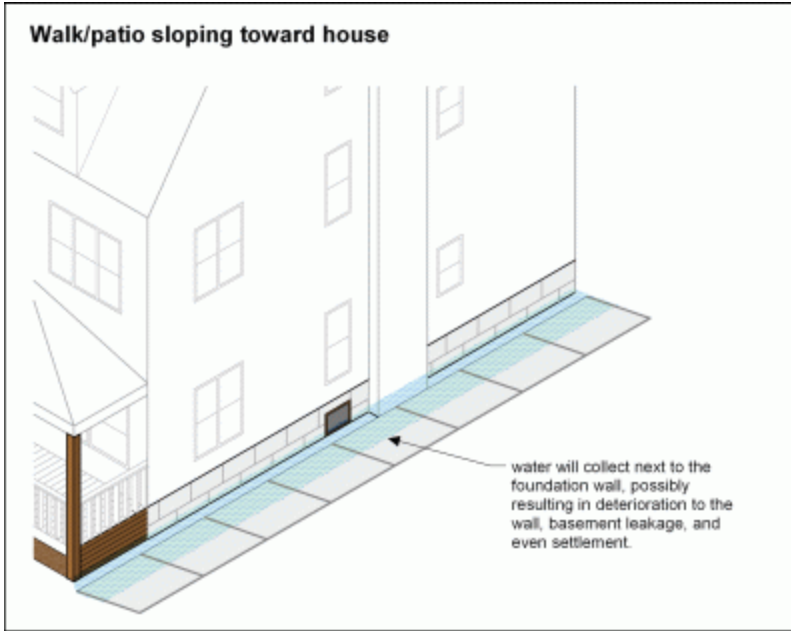 Walk/patio sloping toward house
water will collect next to the
foundation wall, possibly
resulting in deterioration to the
wall, basement leakage, and
even settlement.